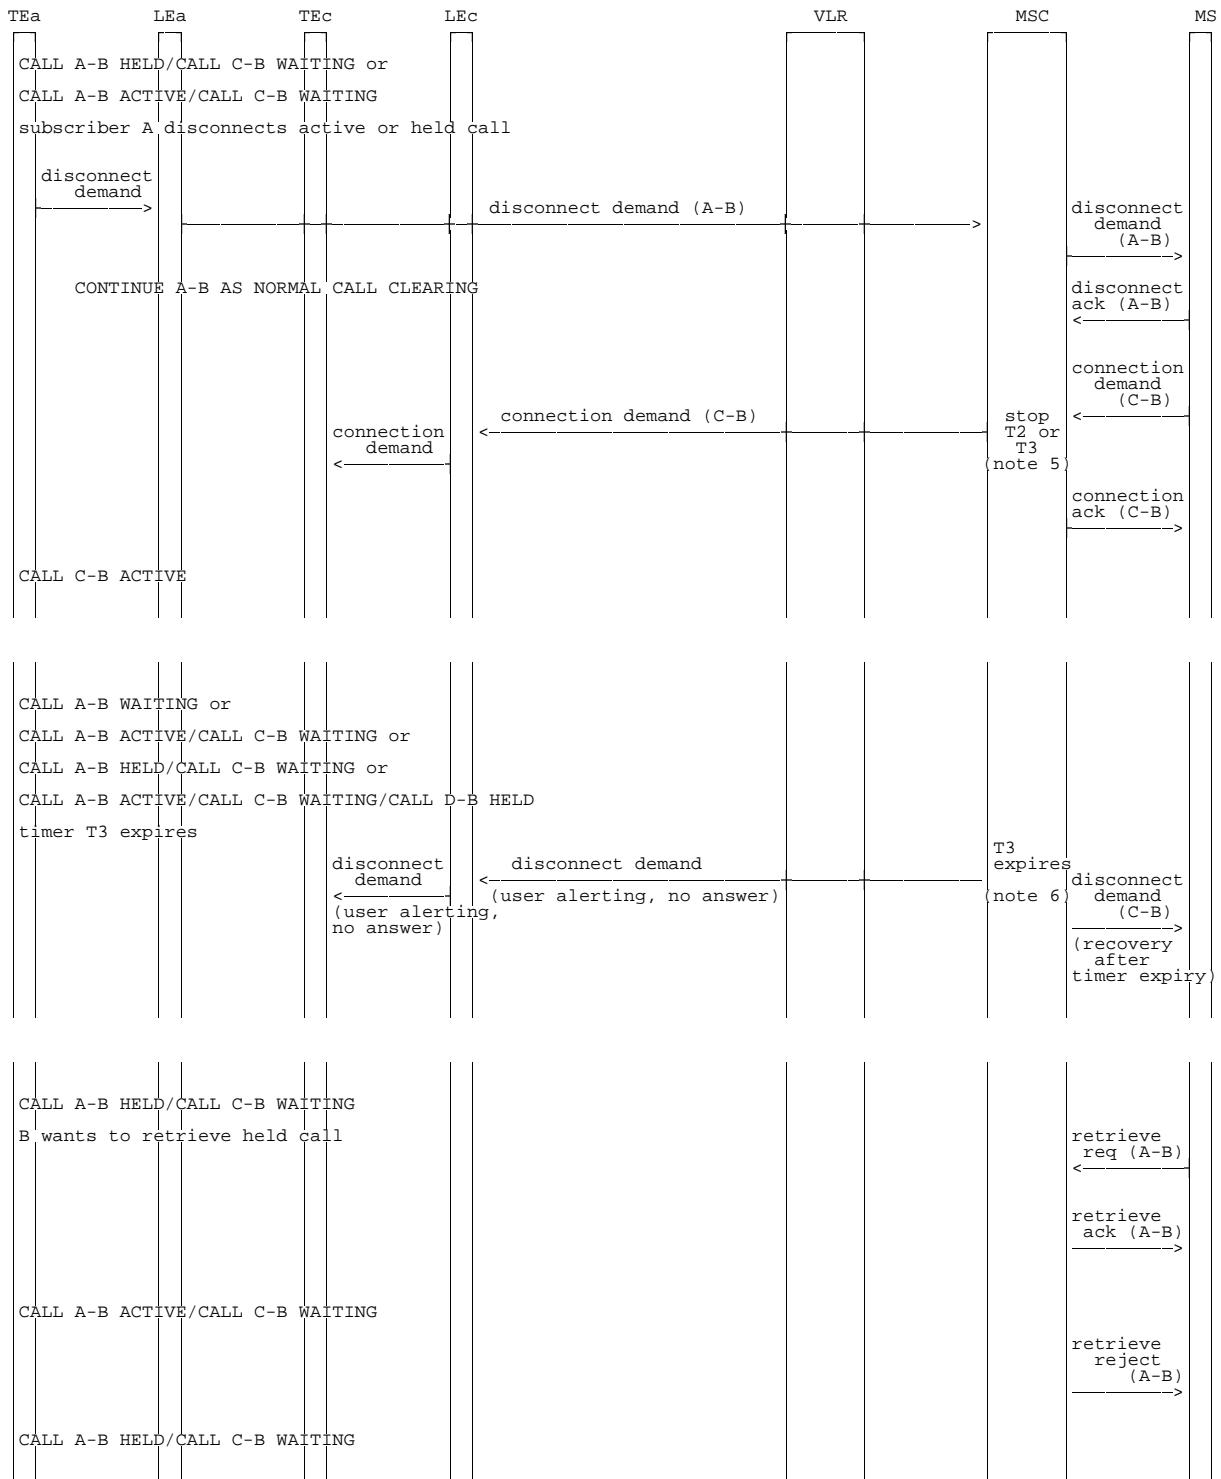 TEa LEa TEc LEc VLR MSC MS
CALL A-B HELD/CALL C-B WAITING or
CALL A-B ACTIVE/CALL C-B WAITING
subscriber A disconnects active or held call
disconnect
demand
disconnect demand (A-B)
disconnect
demand
(A-B)
CONTINUE A-B AS NORMAL CALL CLEARING
disconnect
ack (A-B)
connection
demand
(C-B)
connection demand (C-B)
stop
T2 or
T3
(note 5)
connection
demand
connection
ack (C-B)
CALL C-B ACTIVE
CALL A-B WAITING or
CALL A-B ACTIVE/CALL C-B WAITING or
CALL A-B HELD/CALL C-B WAITING or
CALL A-B ACTIVE/CALL C-B WAITING/CALL D-B HELD
timer T3 expires
T3
expires
(note 6)
disconnect demand
(user alerting, no answer)
disconnect
demand
(user alerting,
no answer)
disconnect
demand
(C-B)
(recovery
after
timer expiry)
CALL A-B HELD/CALL C-B WAITING
B wants to retrieve held call
retrieve
req (A-B)
retrieve
ack (A-B)
CALL A-B ACTIVE/CALL C-B WAITING
retrieve
reject
(A-B)
CALL A-B HELD/CALL C-B WAITING